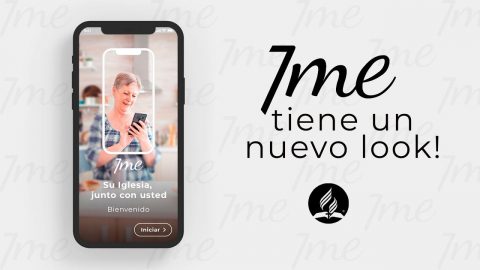 7me
Su Iglesia,
junto con usted
Bienvenido
Iniciar >
7me
tiene un
nuevo look!